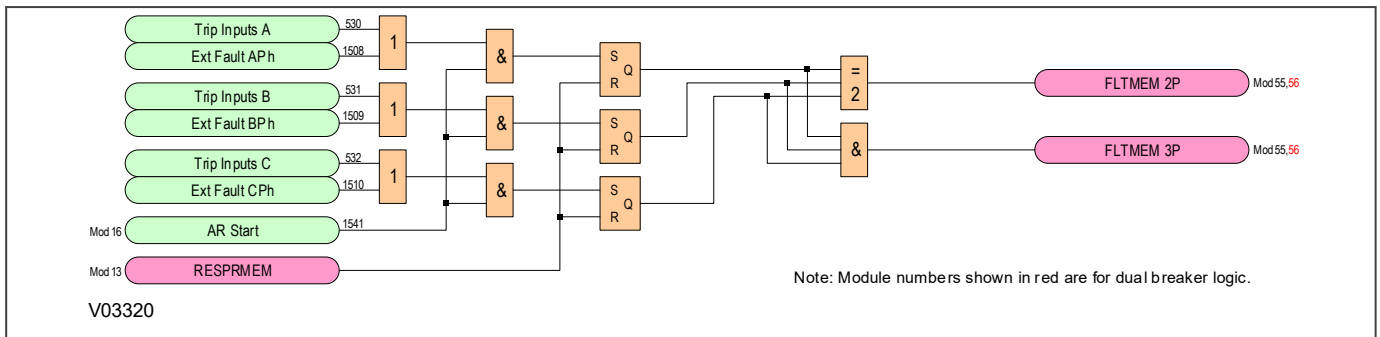 Trip Inputs A 530
Ext Fault APh 1508
1
&
S
Q
R
Trip Inputs B 531
Ext Fault BPh 1509
1
&
S
Q
R
Trip Inputs C 532
Ext Fault CPh 1510
1
&
S
Q
R
=
2
FLTMEM 2P Mod 55,56
&
FLTMEM 3P Mod 55,56
Mod 16 AR Start 1541
Mod 13 RESPRMEM
Note: Module numbers shown in red are for dual breaker logic.
V03320